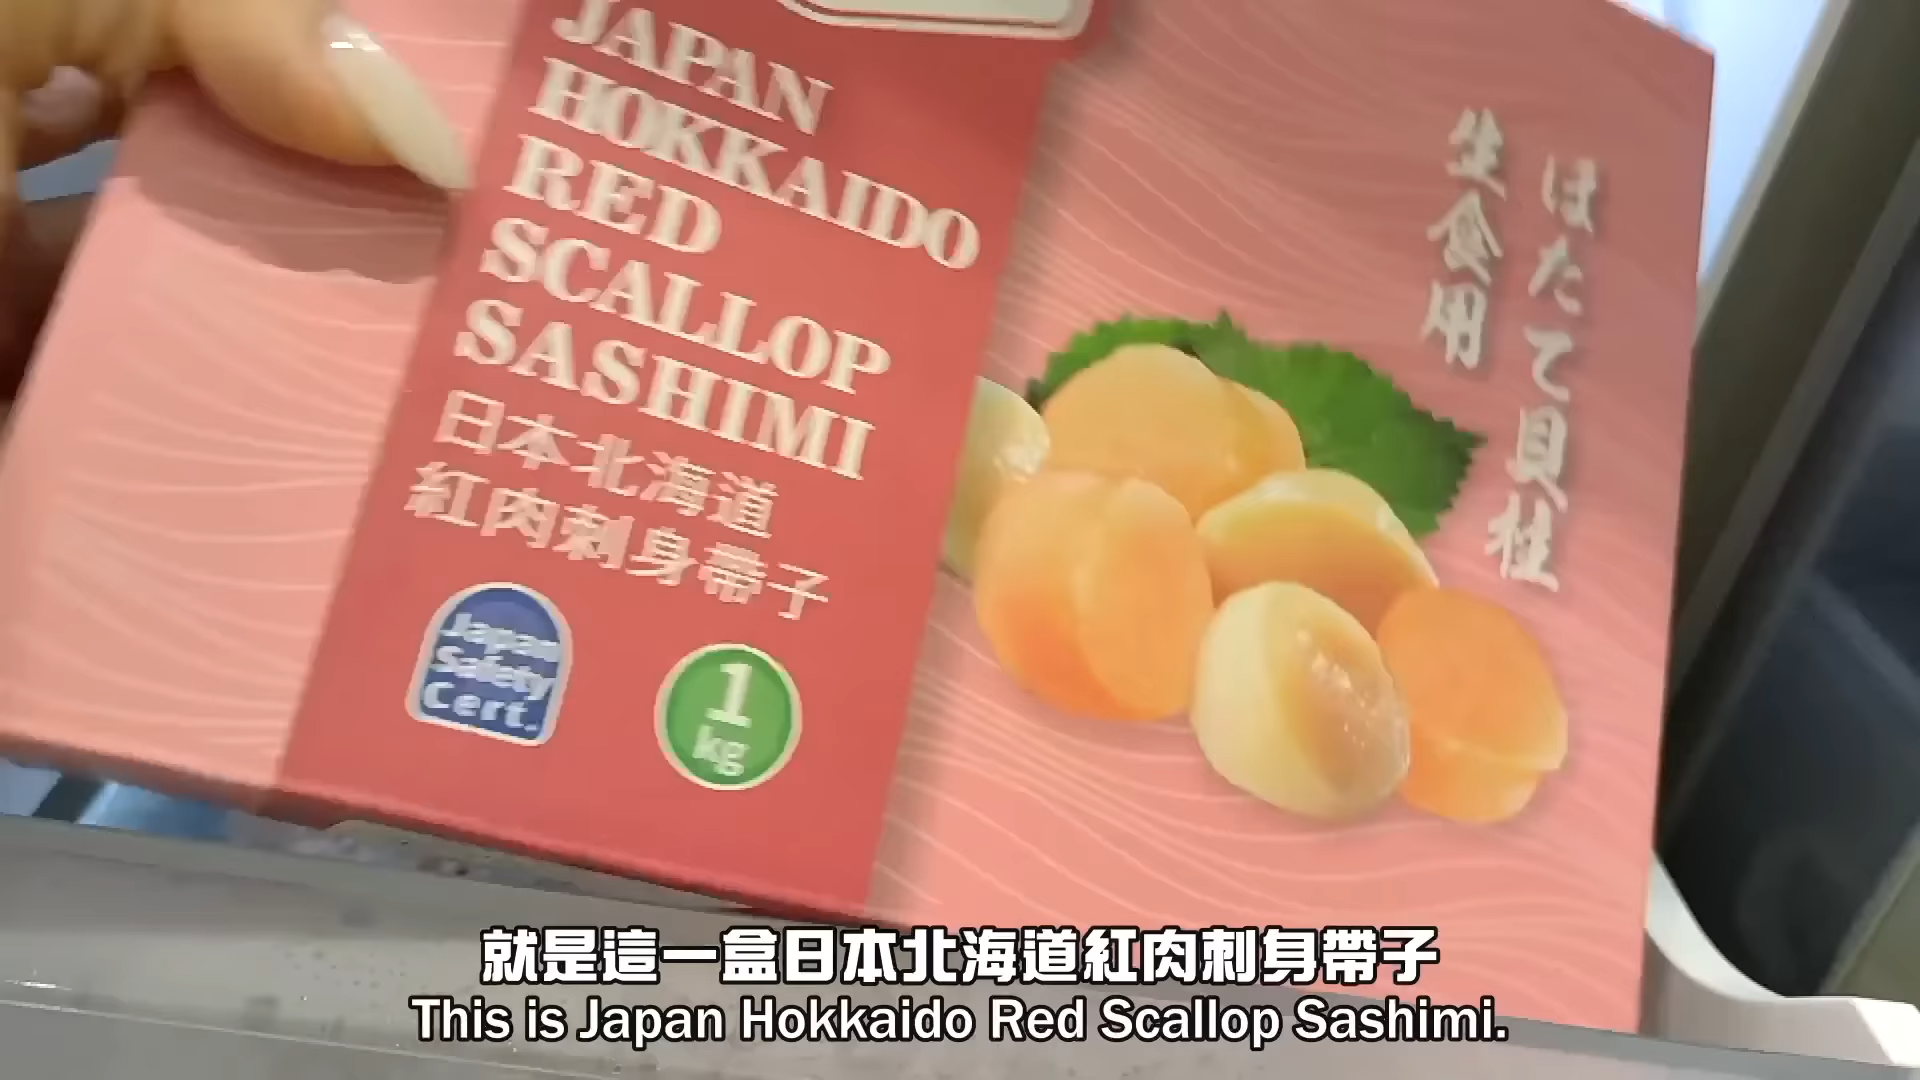 JAPAN
HOKKAIDO
RED
SCALLOP
SASHIMI
日本北海道
紅肉刺身帶子
Japan
Safety
Cert.
1
kg
ほたて貝柱
生食用
就是這一盒日本北海道紅肉刺身帶子
This is Japan Hokkaido Red Scallop Sashimi.